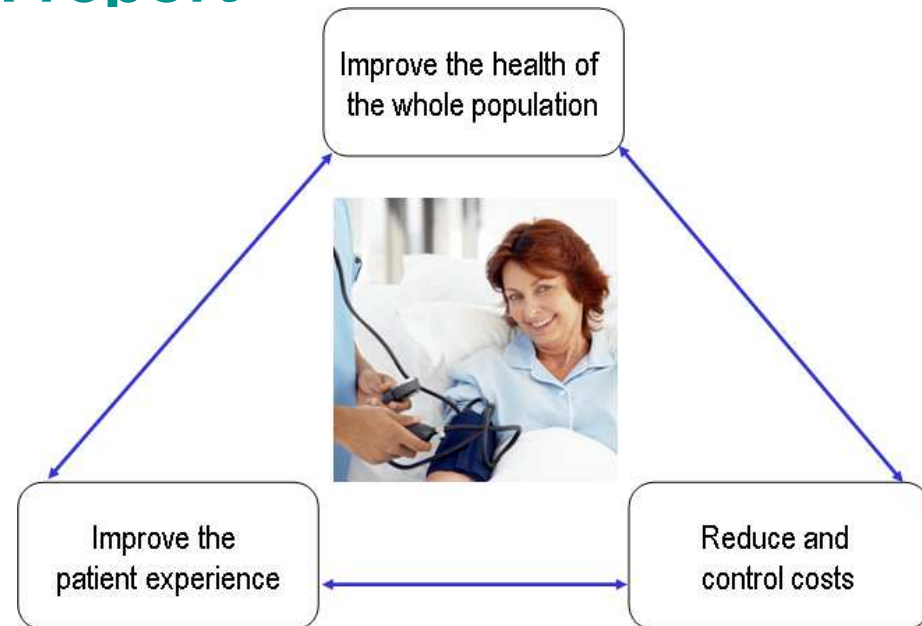 Improve the health of
the whole population
Improve the
patient experience
Reduce and
control costs